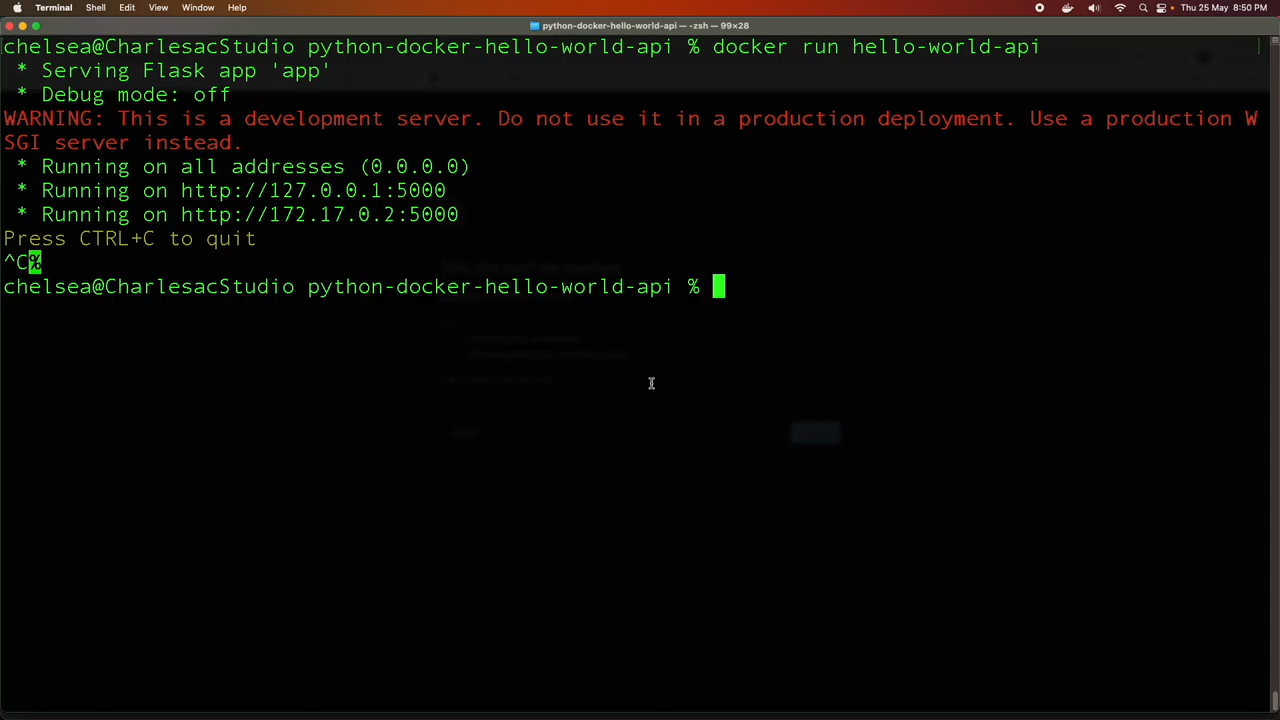 Terminal Shell Edit View Window Help Thu 25 May 8:50 PM
python-docker-hello-world-api — -zsh — 99×28
chelsea@CharlesacStudio python-docker-hello-world-api % docker run hello-world-api
* Serving Flask app 'app'
* Debug mode: off
WARNING: This is a development server. Do not use it in a production deployment. Use a production W
SGI server instead.
* Running on all addresses (0.0.0.0)
* Running on http://127.0.0.1:5000
* Running on http://172.17.0.2:5000
Press CTRL+C to quit
^C%
chelsea@CharlesacStudio python-docker-hello-world-api %